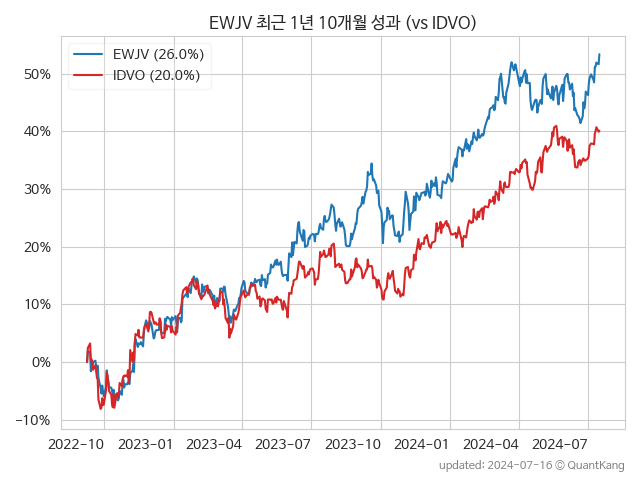 EWJV 최근 1년 10개월 성과 (vs IDVO)
EWJV (26.0%)
IDVO (20.0%)
50%
40%
30%
20%
10%
0%
−10%
2022−10 2023−01 2023−04 2023−07 2023−10 2024−01 2024−04 2024−07
updated: 2024-07-16 © QuantKang